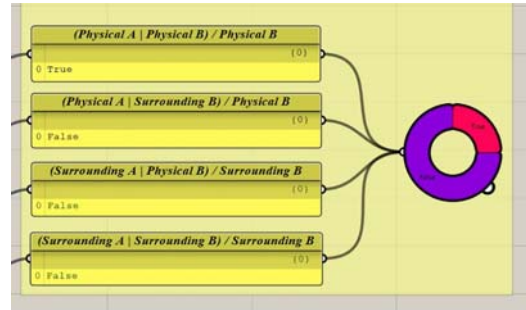 (Physical A | Physical B) / Physical B
{0}
0 True
(Physical A | Surrounding B) / Physical B
{0}
0 False
(Surrounding A | Physical B) / Surrounding B
{0}
0 False
(Surrounding A | Surrounding B) / Surrounding B
{0}
0 False
True
False